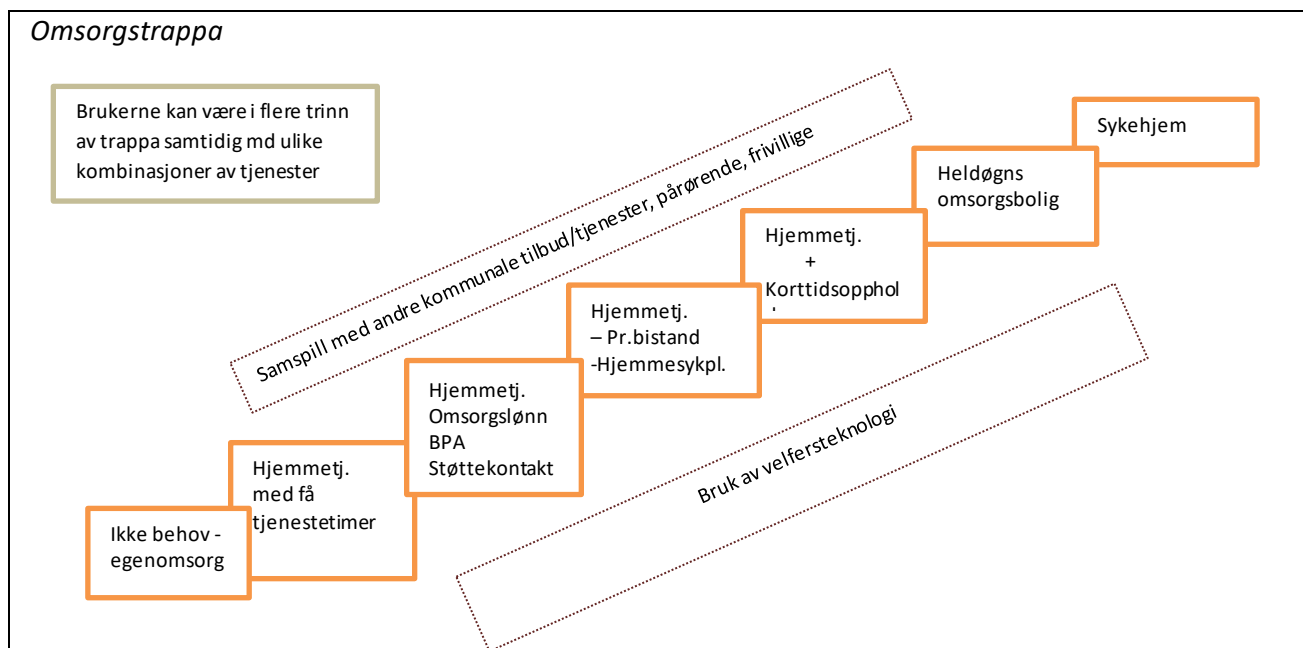 Omsorgstrappa
Brukerne kan være i flere trinn
av trappa samtidig md ulike
kombinasjoner av tjenester
Samspill med andre kommunale tilbud/tjenester, pårørende, frivillige
Sykehjem
Heldøgns
omsorgsbolig
Hjemmetj.
+
Korttidsopphol
Hjemmetj.
– Pr.bistand
-Hjemmesykpl.
Hjemmetj.
Omsorgslønn
BPA
Støttekontakt
Hjemmetj.
med få
tjenestetimer
Ikke behov -
egenomsorg
Bruk av velfersteknologi